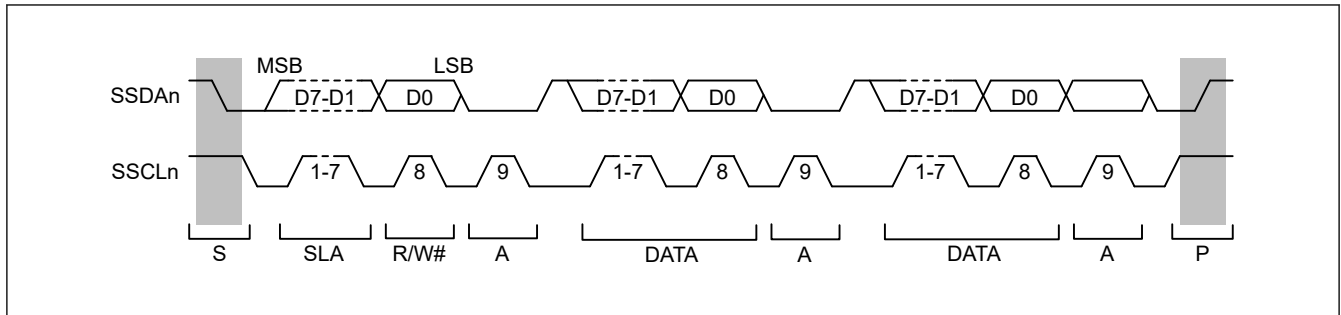 MSB LSB
SSDAn D7-D1 D0 D7-D1 D0 D7-D1 D0
SSCLn 1-7 8 9 1-7 8 9 1-7 8 9
S SLA R/W# A DATA A DATA A P